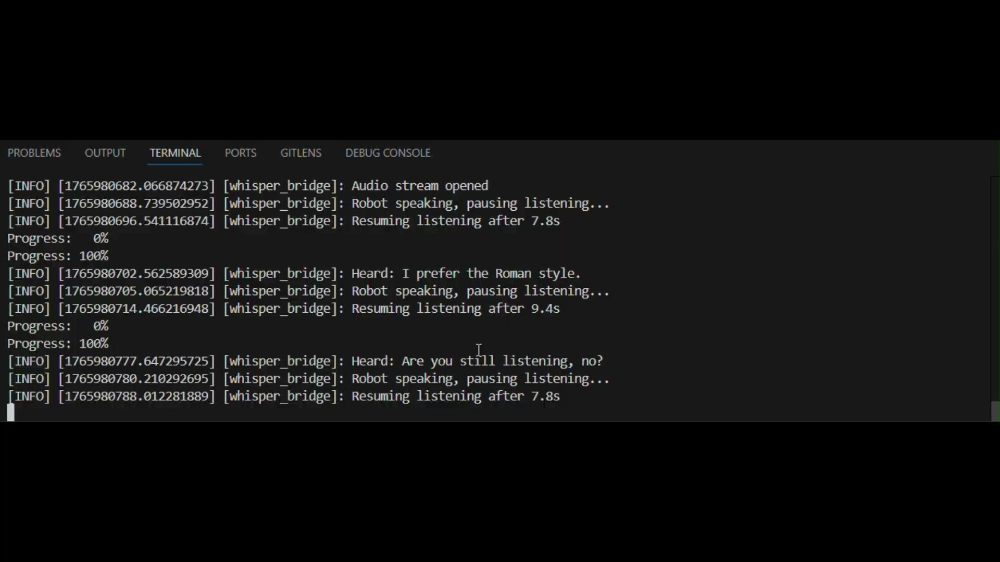 PROBLEMS OUTPUT TERMINAL PORTS GITLENS DEBUG CONSOLE
[INFO] [1765980682.066874273] [whisper_bridge]: Audio stream opened
[INFO] [1765980688.739502952] [whisper_bridge]: Robot speaking, pausing listening...
[INFO] [1765980696.541116874] [whisper_bridge]: Resuming listening after 7.8s
Progress:   0%
Progress: 100%
[INFO] [1765980702.562589309] [whisper_bridge]: Heard: I prefer the Roman style.
[INFO] [1765980705.065219818] [whisper_bridge]: Robot speaking, pausing listening...
[INFO] [1765980714.466216948] [whisper_bridge]: Resuming listening after 9.4s
Progress:   0%
Progress: 100%
[INFO] [1765980777.647295725] [whisper_bridge]: Heard: Are you still listening, no?
[INFO] [1765980780.210292695] [whisper_bridge]: Robot speaking, pausing listening...
[INFO] [1765980788.012281889] [whisper_bridge]: Resuming listening after 7.8s